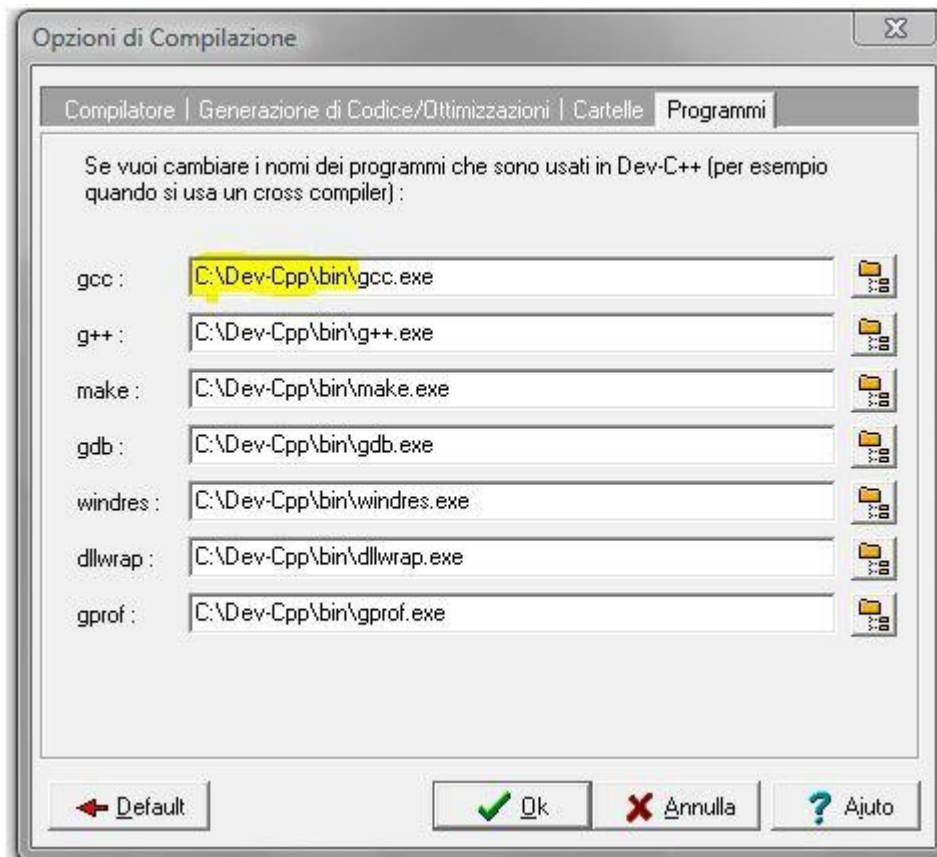 Opzioni di Compilazione
Compilatore | Generazione di Codice/Ottimizzazioni | Cartelle Programmi
Se vuoi cambiare i nomi dei programmi che sono usati in Dev-C++ (per esempio
quando si usa un cross compiler) :
gcc : C:\Dev-Cpp\bin\gcc.exe
g++ : C:\Dev-Cpp\bin\g++.exe
make : C:\Dev-Cpp\bin\make.exe
gdb : C:\Dev-Cpp\bin\gdb.exe
windres : C:\Dev-Cpp\bin\windres.exe
dllwrap : C:\Dev-Cpp\bin\dllwrap.exe
gprof : C:\Dev-Cpp\bin\gprof.exe
Default Ok Annulla ? Aiuto